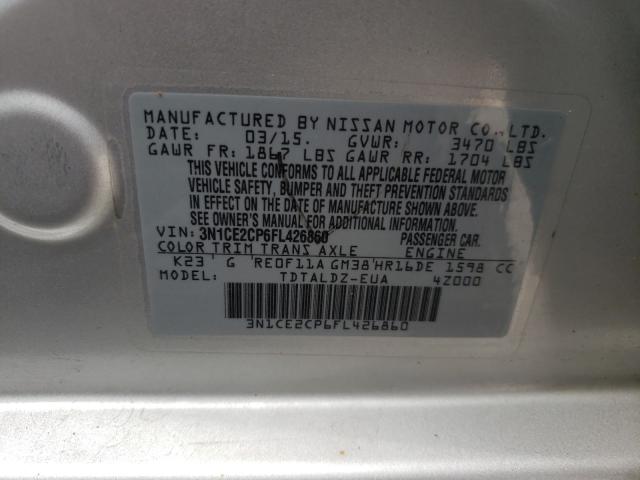 MANUFACTURED BY NISSAN MOTOR CO., LTD.
DATE: 03/15. GVWR: 3470 LBS
GAWR FR: 1867 LBS GAWR RR: 1704 LBS
THIS VEHICLE CONFORMS TO ALL APPLICABLE FEDERAL MOTOR
VEHICLE SAFETY, BUMPER AND THEFT PREVENTION STANDARDS
IN EFFECT ON THE DATE OF MANUFACTURE SHOWN ABOVE.
SEE OWNER'S MANUAL FOR ADDITIONAL INFORMATION
VIN: 3N1CE2CP6FL426860 PASSENGER CAR.
COLOR TRIM TRANS AXLE ENGINE
K23 G RE0F11A GM38 HR16DE 1598 CC
MODEL: TDTALDZ-EUA 4Z000
3N1CE2CP6FL426860